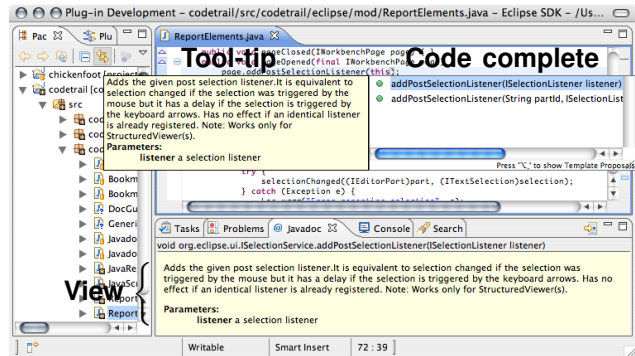 Plug-in Development - codetrail/src/codetrail/eclipse/mod/ReportElements.java - Eclipse SDK - /Us...
Pac
Plu
ReportElements.java
Tool-tip
Code complete
public void pageClosed(IWorkbenchPage page) { }
public void pageOpened(final IWorkbenchPage page) {
page.addPostSelectionListener(this);
chickenfoot [project
codetrail [coc
src
cod
cod
cod
J
Bookm
Bookm
DocGu
Generi
Javado
Javado
JavaRe
JavaScr
Report
Report
View
Adds the given post selection listener.It is equivalent to
selection changed if the selection was triggered by the
mouse but it has a delay if the selection is triggered by
the keyboard arrows. Has no effect if an identical listener
is already registered. Note: Works only for
StructuredViewer(s).
Parameters:
listener a selection listener
addPostSelectionListener(ISelectionListener listener)
addPostSelectionListener(String partId, ISelectionList
Press '⌥,' to show Template Proposals
try {
selectionChanged((IEditorPart)part, (ITextSelection)selection);
} catch (Exception e) {
Tasks
Problems
@ Javadoc
Console
Search
void org.eclipse.ui.ISelectionService.addPostSelectionListener(ISelectionListener listener)
Adds the given post selection listener.It is equivalent to selection changed if the selection was
triggered by the mouse but it has a delay if the selection is triggered by the keyboard arrows. Has no
effect if an identical listener is already registered. Note: Works only for StructuredViewer(s).
Parameters:
listener a selection listener
Writable
Smart Insert
72 : 39